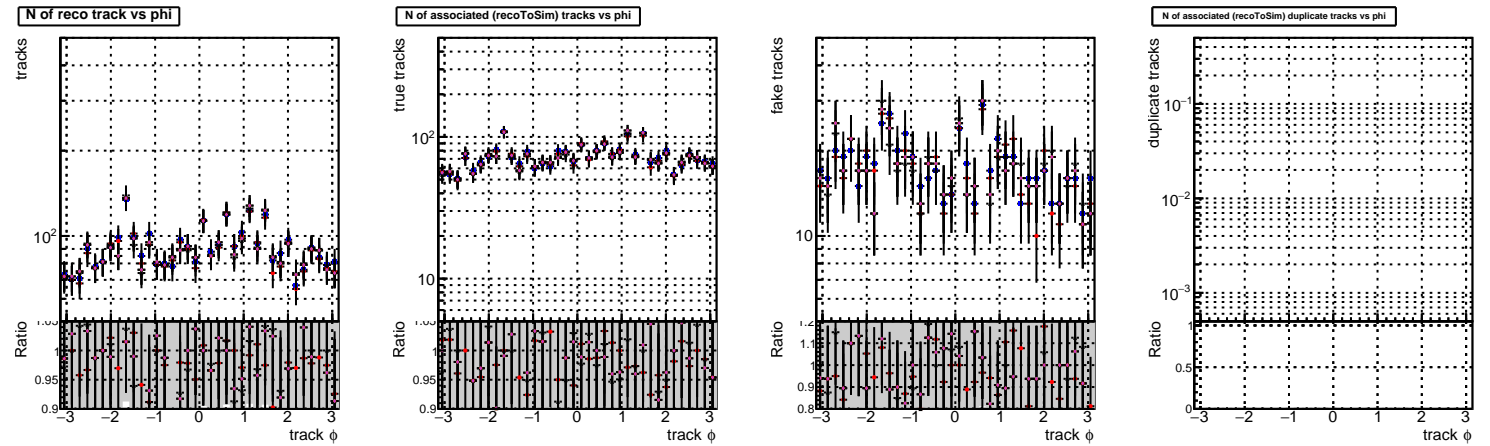 N of reco track vs phi
tracks
10²
Ratio
1.05
1
0.95
0.9
−3 −2 −1 0 1 2 3
track ϕ
N of associated (recoToSim) tracks vs phi
true tracks
10²
10
Ratio
1.05
1
0.95
0.9
−3 −2 −1 0 1 2 3
track ϕ
fake tracks
10
Ratio
1.2
1.1
1
0.9
0.8
−3 −2 −1 0 1 2 3
track ϕ
N of associated (recoToSim) duplicate tracks vs phi
duplicate tracks
10⁻¹
10⁻²
10⁻³
Ratio
1
0.5
0
−3 −2 −1 0 1 2 3
track ϕ